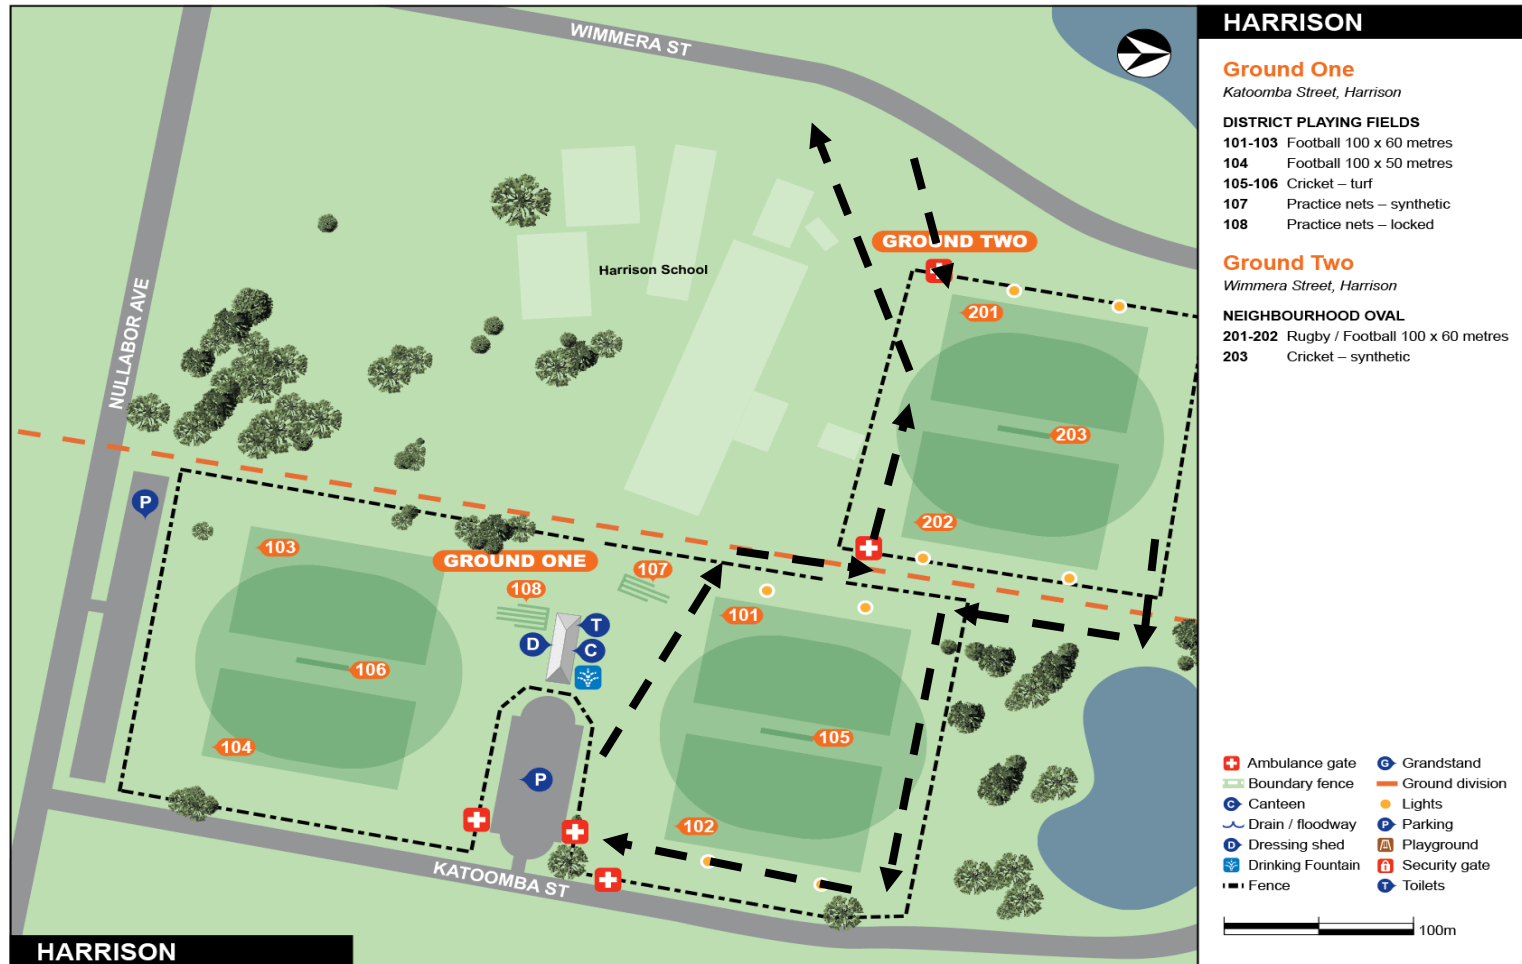 WIMMERA ST
HARRISON
Ground One
Katoomba Street, Harrison
DISTRICT PLAYING FIELDS
101-103 Football 100 x 60 metres
104 Football 100 x 50 metres
105-106 Cricket – turf
107 Practice nets – synthetic
108 Practice nets – locked
Ground Two
Wimmera Street, Harrison
NEIGHBOURHOOD OVAL
201-202 Rugby / Football 100 x 60 metres
203 Cricket – synthetic
GROUND TWO
Harrison School
201
NULLABOR AVE
203
P
202
103
GROUND ONE
107
108
101
T
D
C
106
105
104
P
102
KATOOMBA ST
Ambulance gate
G Grandstand
Boundary fence
Ground division
C Canteen
Lights
Drain / floodway
P Parking
D Dressing shed
Playground
Drinking Fountain
Security gate
Fence
T Toilets
100m
HARRISON